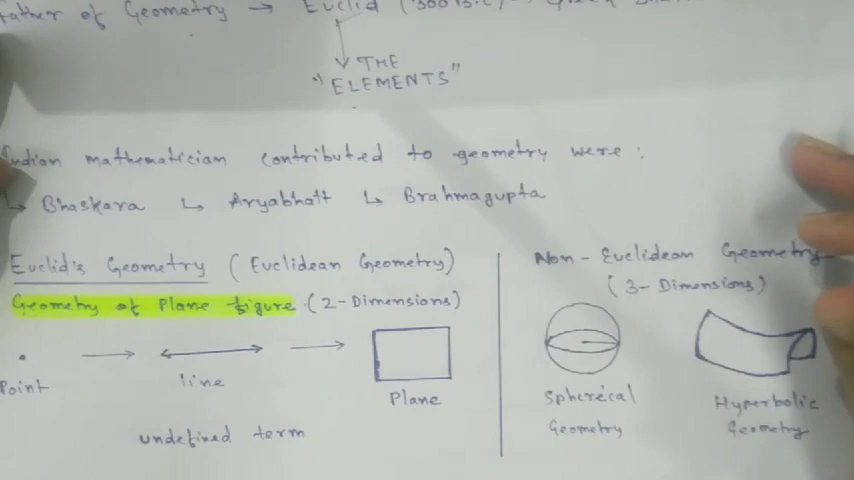 Father of Geometry → Euclid (300 B.C)
"THE
ELEMENTS"
Indian mathematician contributed to geometry were :
↳ Bhaskara ↳ Aryabhatt ↳ Brahmagupta
Euclid's Geometry (Euclidean Geometry)
Geometry of Plane figure. (2-Dimensions)
Point
line
Plane
undefined term
Non-Euclidean Geometry
(3-Dimensions)
Spherical
Geometry
Hyperbolic
Geometry